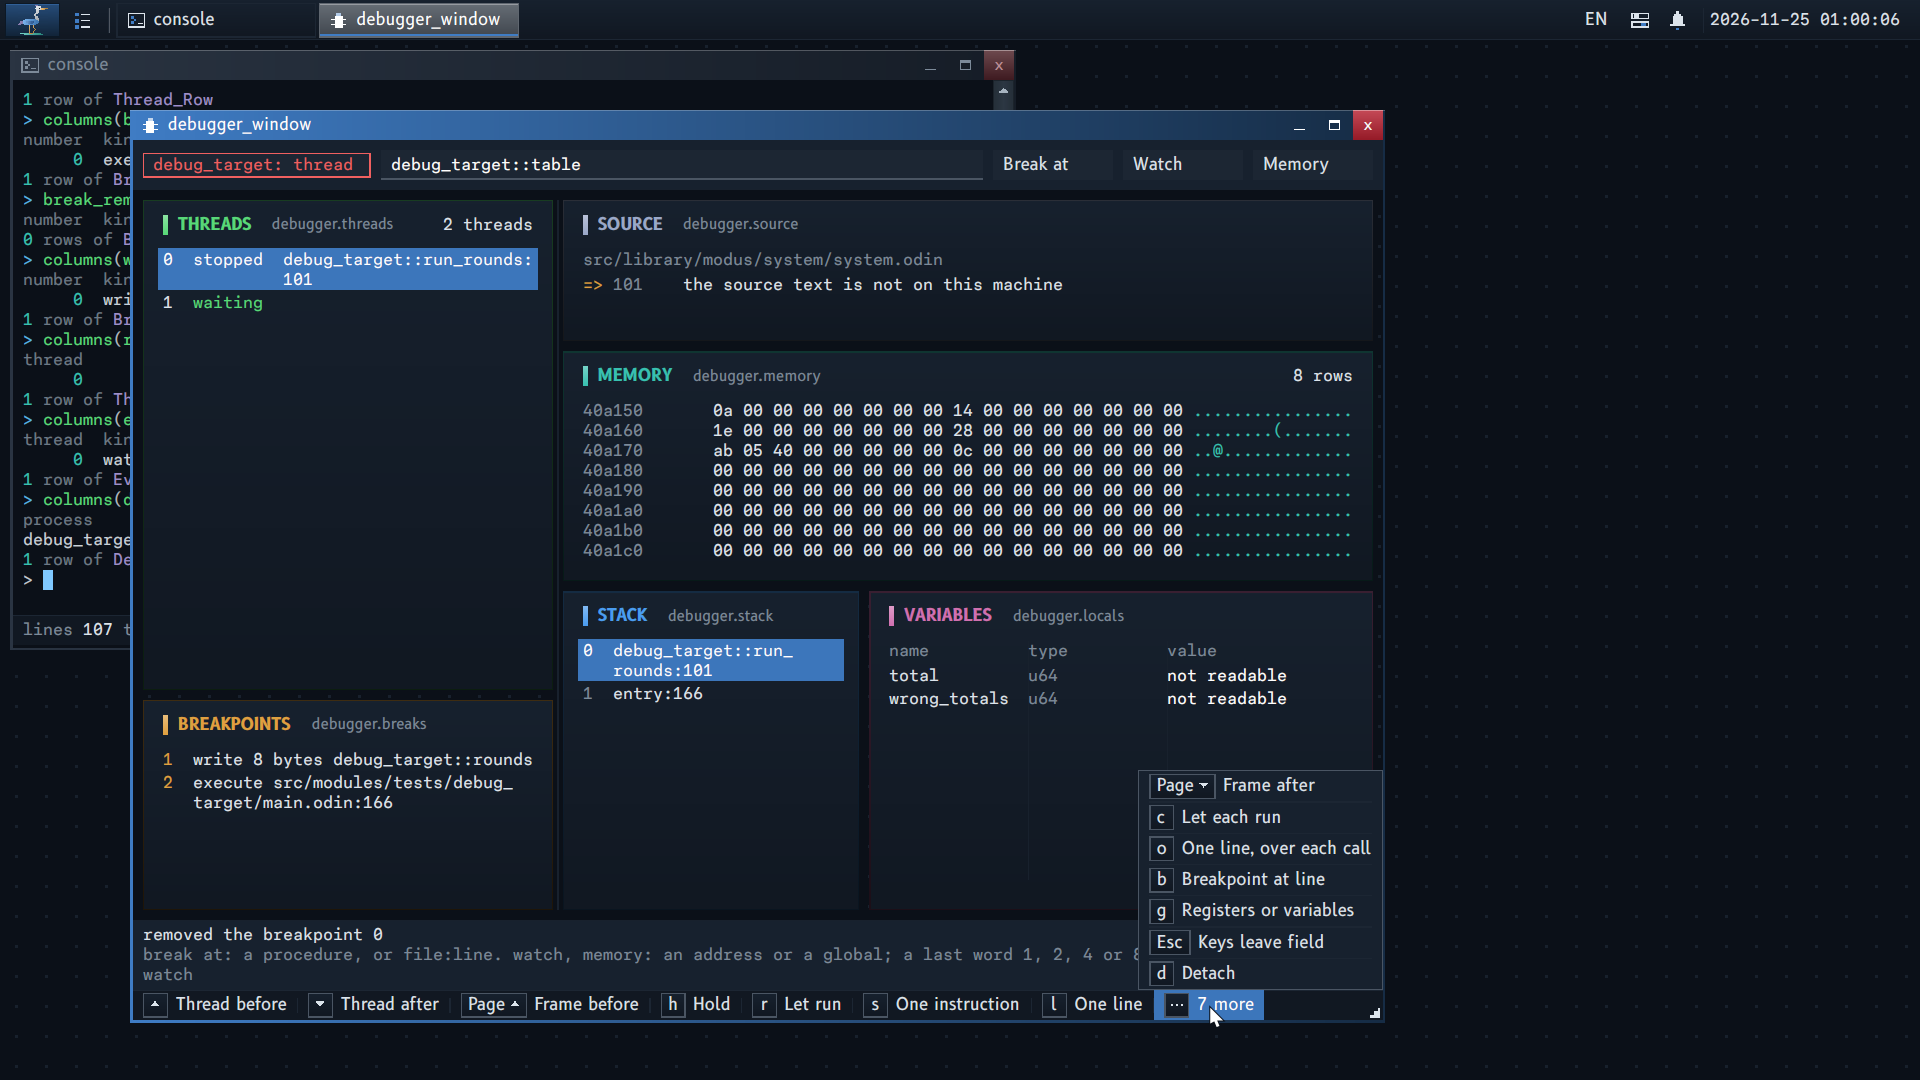 console
debugger_window
EN
2026-11-25 01:00:06
console
x
1 row of Thread_Row
> columns(b
number kin
0 exe
1 row of Br
> break_rem
number kin
0 rows of B
> columns(w
number kin
0 wri
1 row of Br
> columns(r
thread
0
1 row of Th
> columns(e
thread kin
0 wat
1 row of Ev
> columns(d
process
debug_targe
1 row of De
>
lines 107 t
debugger_window
x
debug_target: thread
debug_target::table
Break at
Watch
Memory
THREADS debugger.threads 2 threads
0 stopped debug_target::run_rounds:
101
1 waiting
BREAKPOINTS debugger.breaks
1 write 8 bytes debug_target::rounds
2 execute src/modules/tests/debug_
target/main.odin:166
SOURCE debugger.source
src/library/modus/system/system.odin
=> 101 the source text is not on this machine
MEMORY debugger.memory 8 rows
40a150 0a 00 00 00 00 00 00 00 14 00 00 00 00 00 00 00 ................
40a160 1e 00 00 00 00 00 00 00 28 00 00 00 00 00 00 00 ........(.......
40a170 ab 05 40 00 00 00 00 00 0c 00 00 00 00 00 00 00 ..@.............
40a180 00 00 00 00 00 00 00 00 00 00 00 00 00 00 00 00 ................
40a190 00 00 00 00 00 00 00 00 00 00 00 00 00 00 00 00 ................
40a1a0 00 00 00 00 00 00 00 00 00 00 00 00 00 00 00 00 ................
40a1b0 00 00 00 00 00 00 00 00 00 00 00 00 00 00 00 00 ................
40a1c0 00 00 00 00 00 00 00 00 00 00 00 00 00 00 00 00 ................
STACK debugger.stack
0 debug_target::run_
rounds:101
1 entry:166
VARIABLES debugger.locals
name type value
total u64 not readable
wrong_totals u64 not readable
Page Frame after
c Let each run
o One line, over each call
b Breakpoint at line
g Registers or variables
Esc Keys leave field
d Detach
removed the breakpoint 0
break at: a procedure, or file:line. watch, memory: an address or a global; a last word 1, 2, 4 or 8
watch
Thread before
Thread after
Page Frame before
h Hold
r Let run
s One instruction
l One line
... 7 more